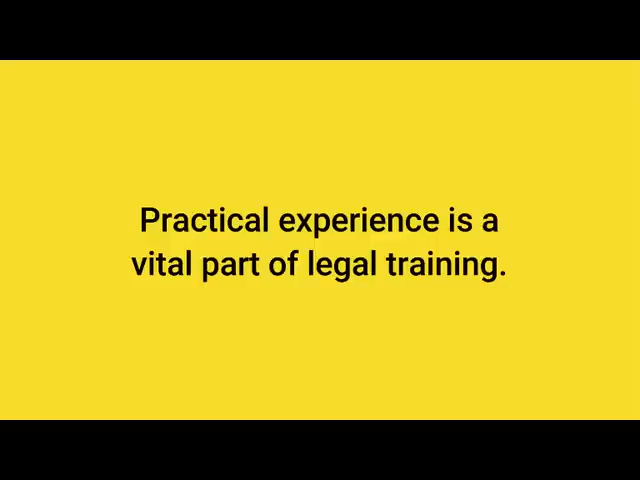 Practical experience is a
vital part of legal training.